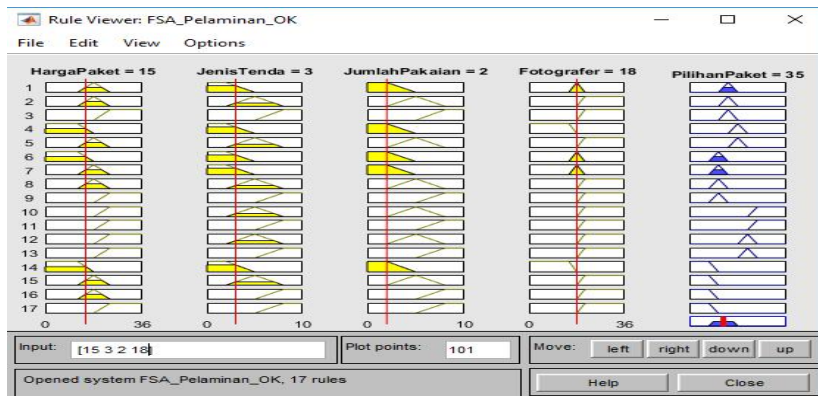 Rule Viewer: FSA_Pelaminan_OK
File Edit View Options
HargaPaket = 15 JenisTenda = 3 JumlahPakaian = 2 Fotografer = 18 PilihanPaket = 35
1
2
3
4
5
6
7
8
9
10
11
12
13
14
15
16
17
0 36 0 10 0 10 0 36
Input: [15 3 2 18] Plot points: 101 Move: left right down up
Opened system FSA_Pelaminan_OK, 17 rules Help Close